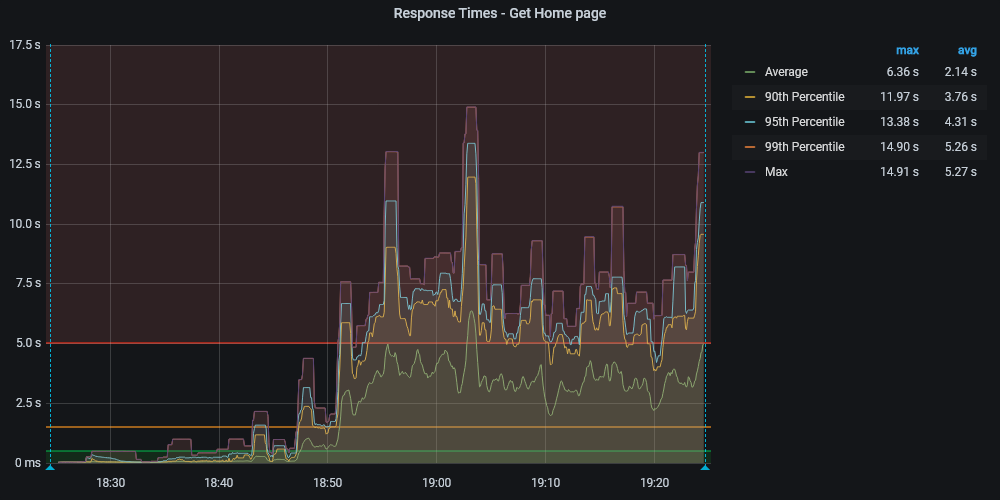 Response Times - Get Home page
17.5 s
15.0 s
12.5 s
10.0 s
7.5 s
5.0 s
2.5 s
0 ms
18:30 18:40 18:50 19:00 19:10 19:20
max avg
Average 6.36 s 2.14 s
90th Percentile 11.97 s 3.76 s
95th Percentile 13.38 s 4.31 s
99th Percentile 14.90 s 5.26 s
Max 14.91 s 5.27 s